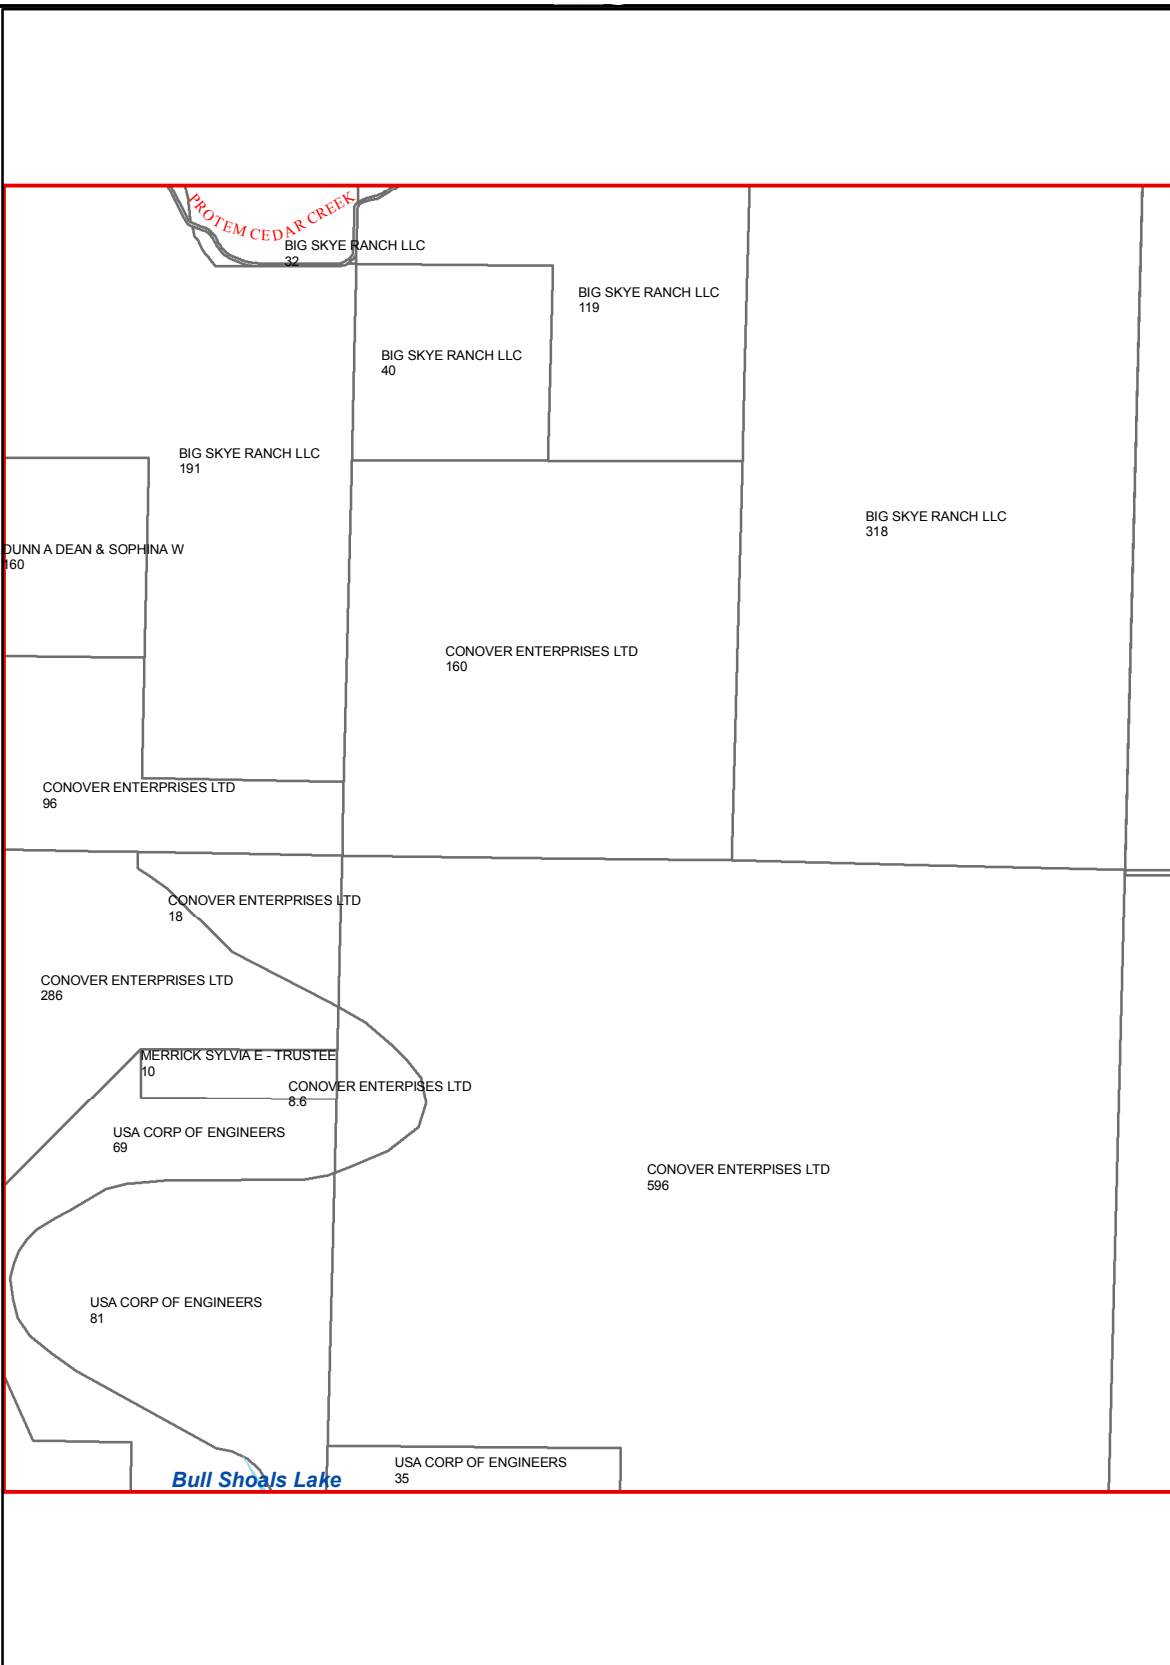 PROTEM CEDAR CREEK
BIG SKYE RANCH LLC
32
BIG SKYE RANCH LLC
119
BIG SKYE RANCH LLC
40
BIG SKYE RANCH LLC
191
BIG SKYE RANCH LLC
318
DUNN A DEAN & SOPHINA W
160
CONOVER ENTERPRISES LTD
160
CONOVER ENTERPRISES LTD
96
CONOVER ENTERPRISES LTD
18
CONOVER ENTERPRISES LTD
286
MERRICK SYLVIA E - TRUSTEE
10
CONOVER ENTERPISES LTD
8.6
USA CORP OF ENGINEERS
69
CONOVER ENTERPISES LTD
596
USA CORP OF ENGINEERS
81
USA CORP OF ENGINEERS
35
Bull Shoals Lake